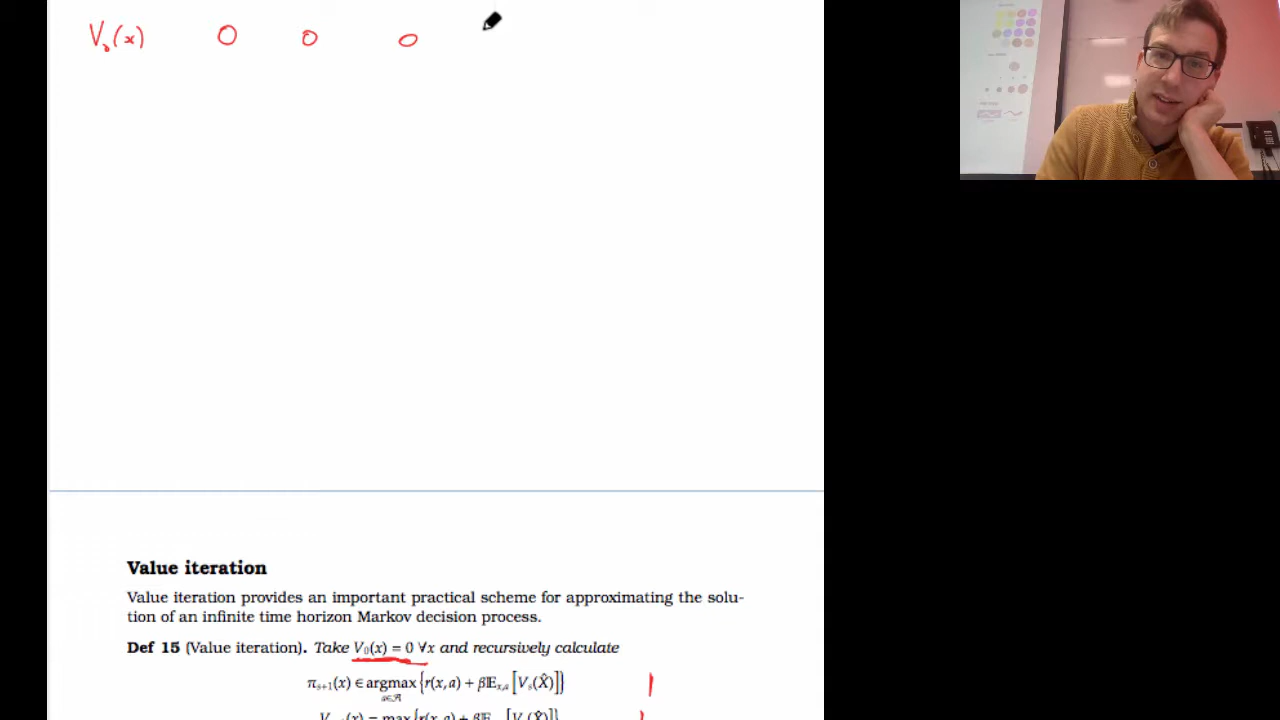 V₀(x) 0 0 0
Value iteration
Value iteration provides an important practical scheme for approximating the solu-
tion of an infinite time horizon Markov decision process.
Def 15 (Value iteration). Take V₀(x) = 0 ∀x and recursively calculate
πₛ₊₁(x) ∈ argmax {r(x, a) + β𝔼ₓ,ₐ [Vₛ(X̂)]}
a∈𝒜